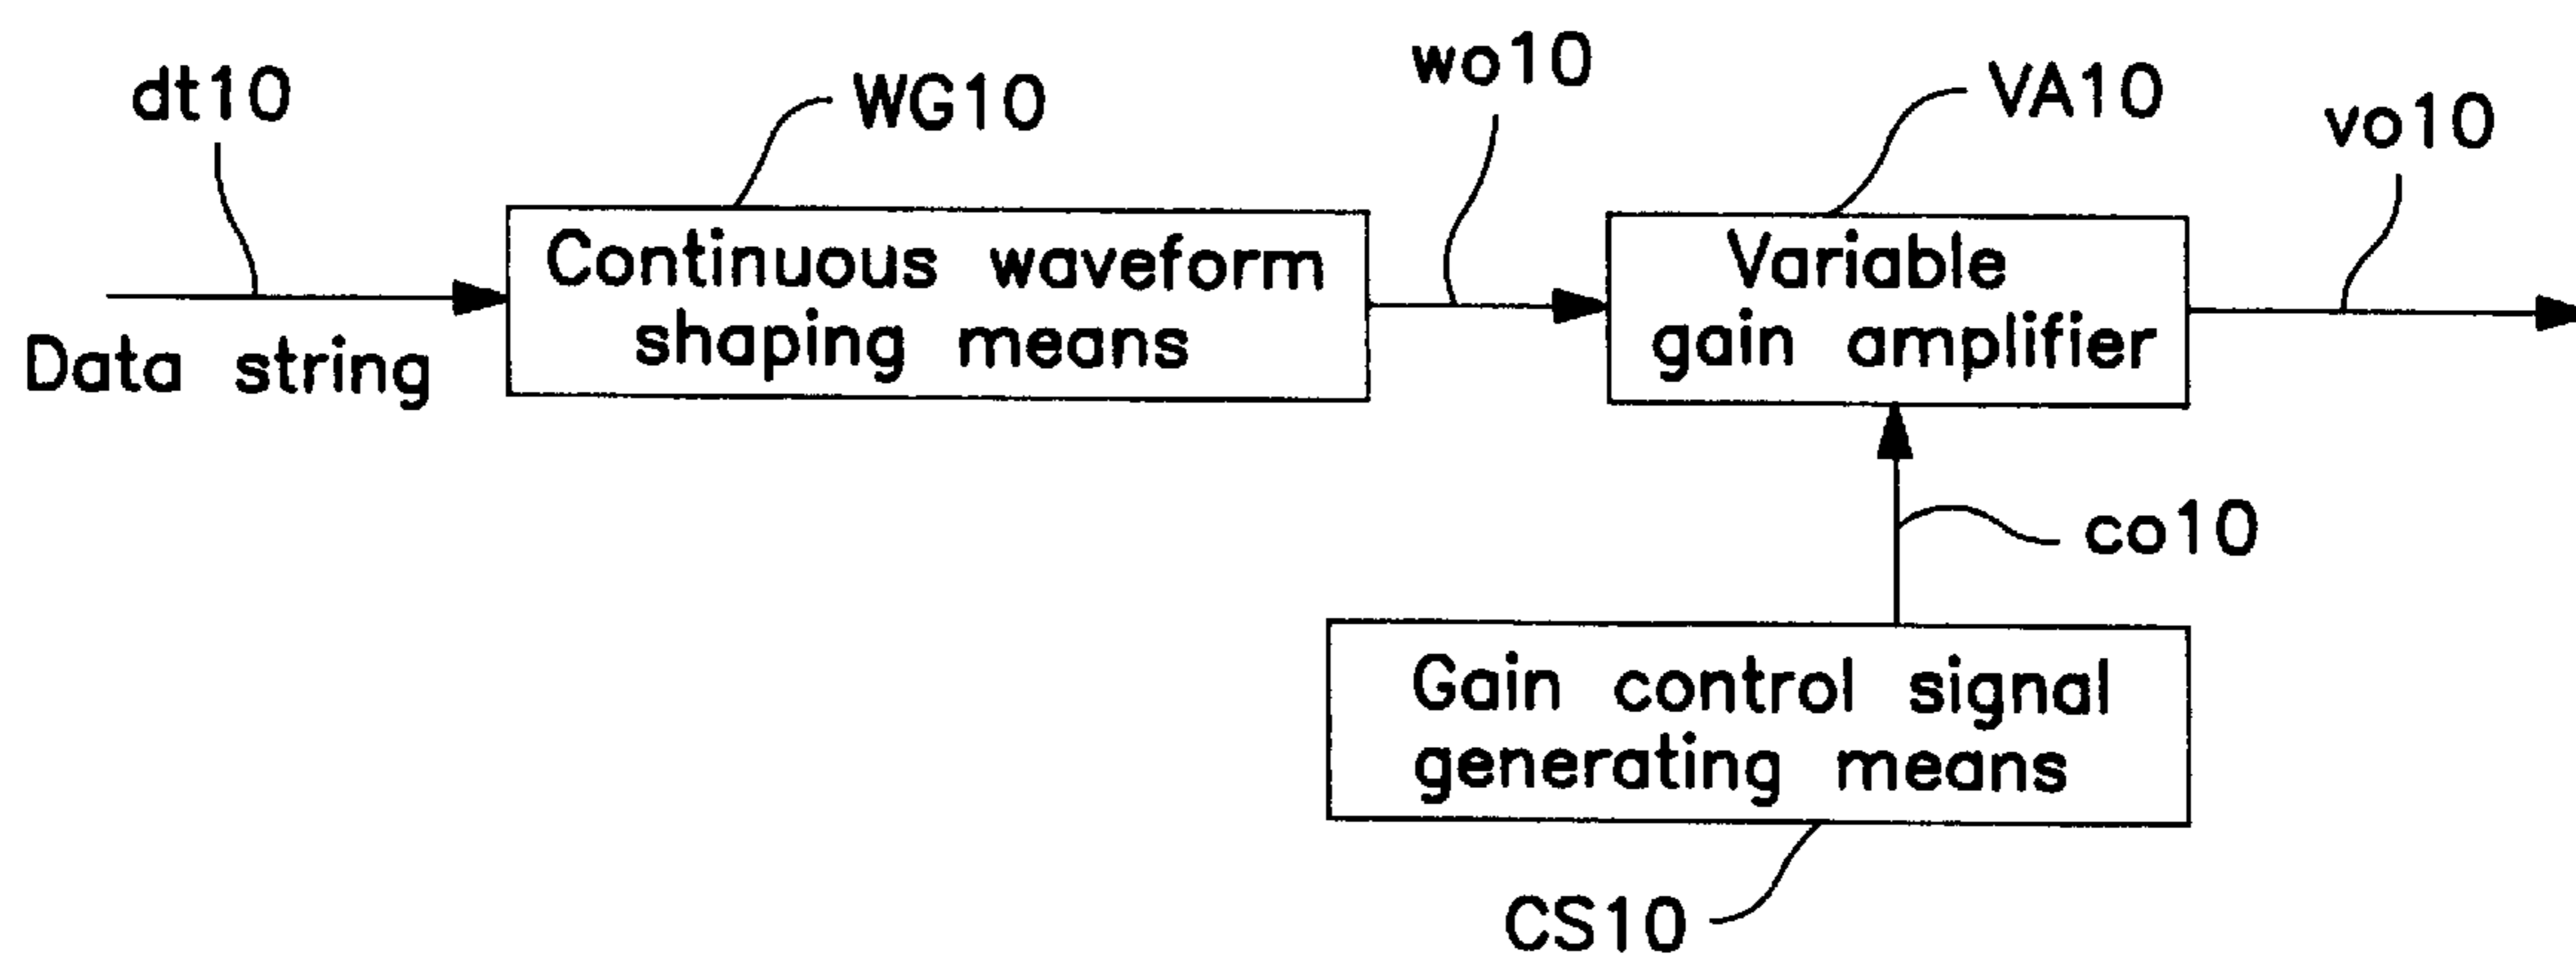 dt10
WG10
wo10
VA10
vo10
Data string
Continuous waveform
shaping means
Variable
gain amplifier
co10
Gain control signal
generating means
CS10